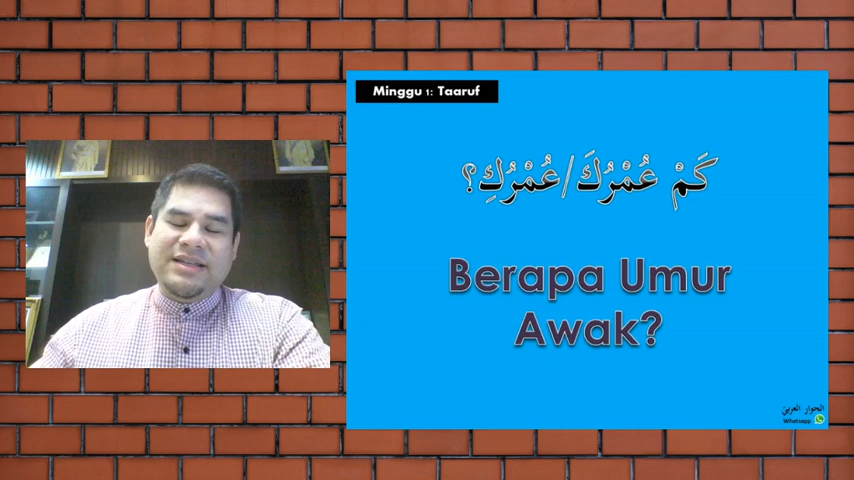 Minggu 1: Taaruf
كَمْ عُمْرُكَ/عُمْرُكِ؟
Berapa Umur
Awak?
الحوار العربي
Whatsapp